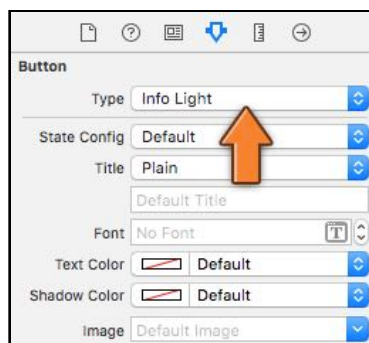 Button
Type Info Light
State Config Default
Title Plain
Default Title
Font No Font T
Text Color Default
Shadow Color Default
Image Default Image